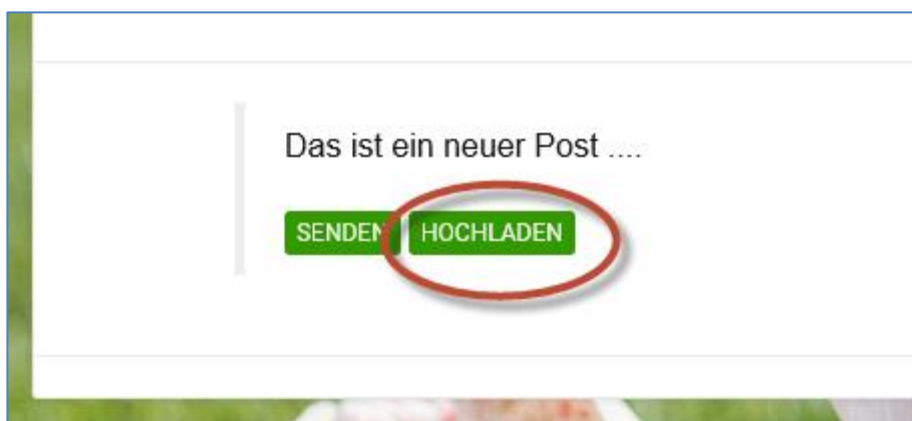 Das ist ein neuer Post ....
SENDEN HOCHLADEN